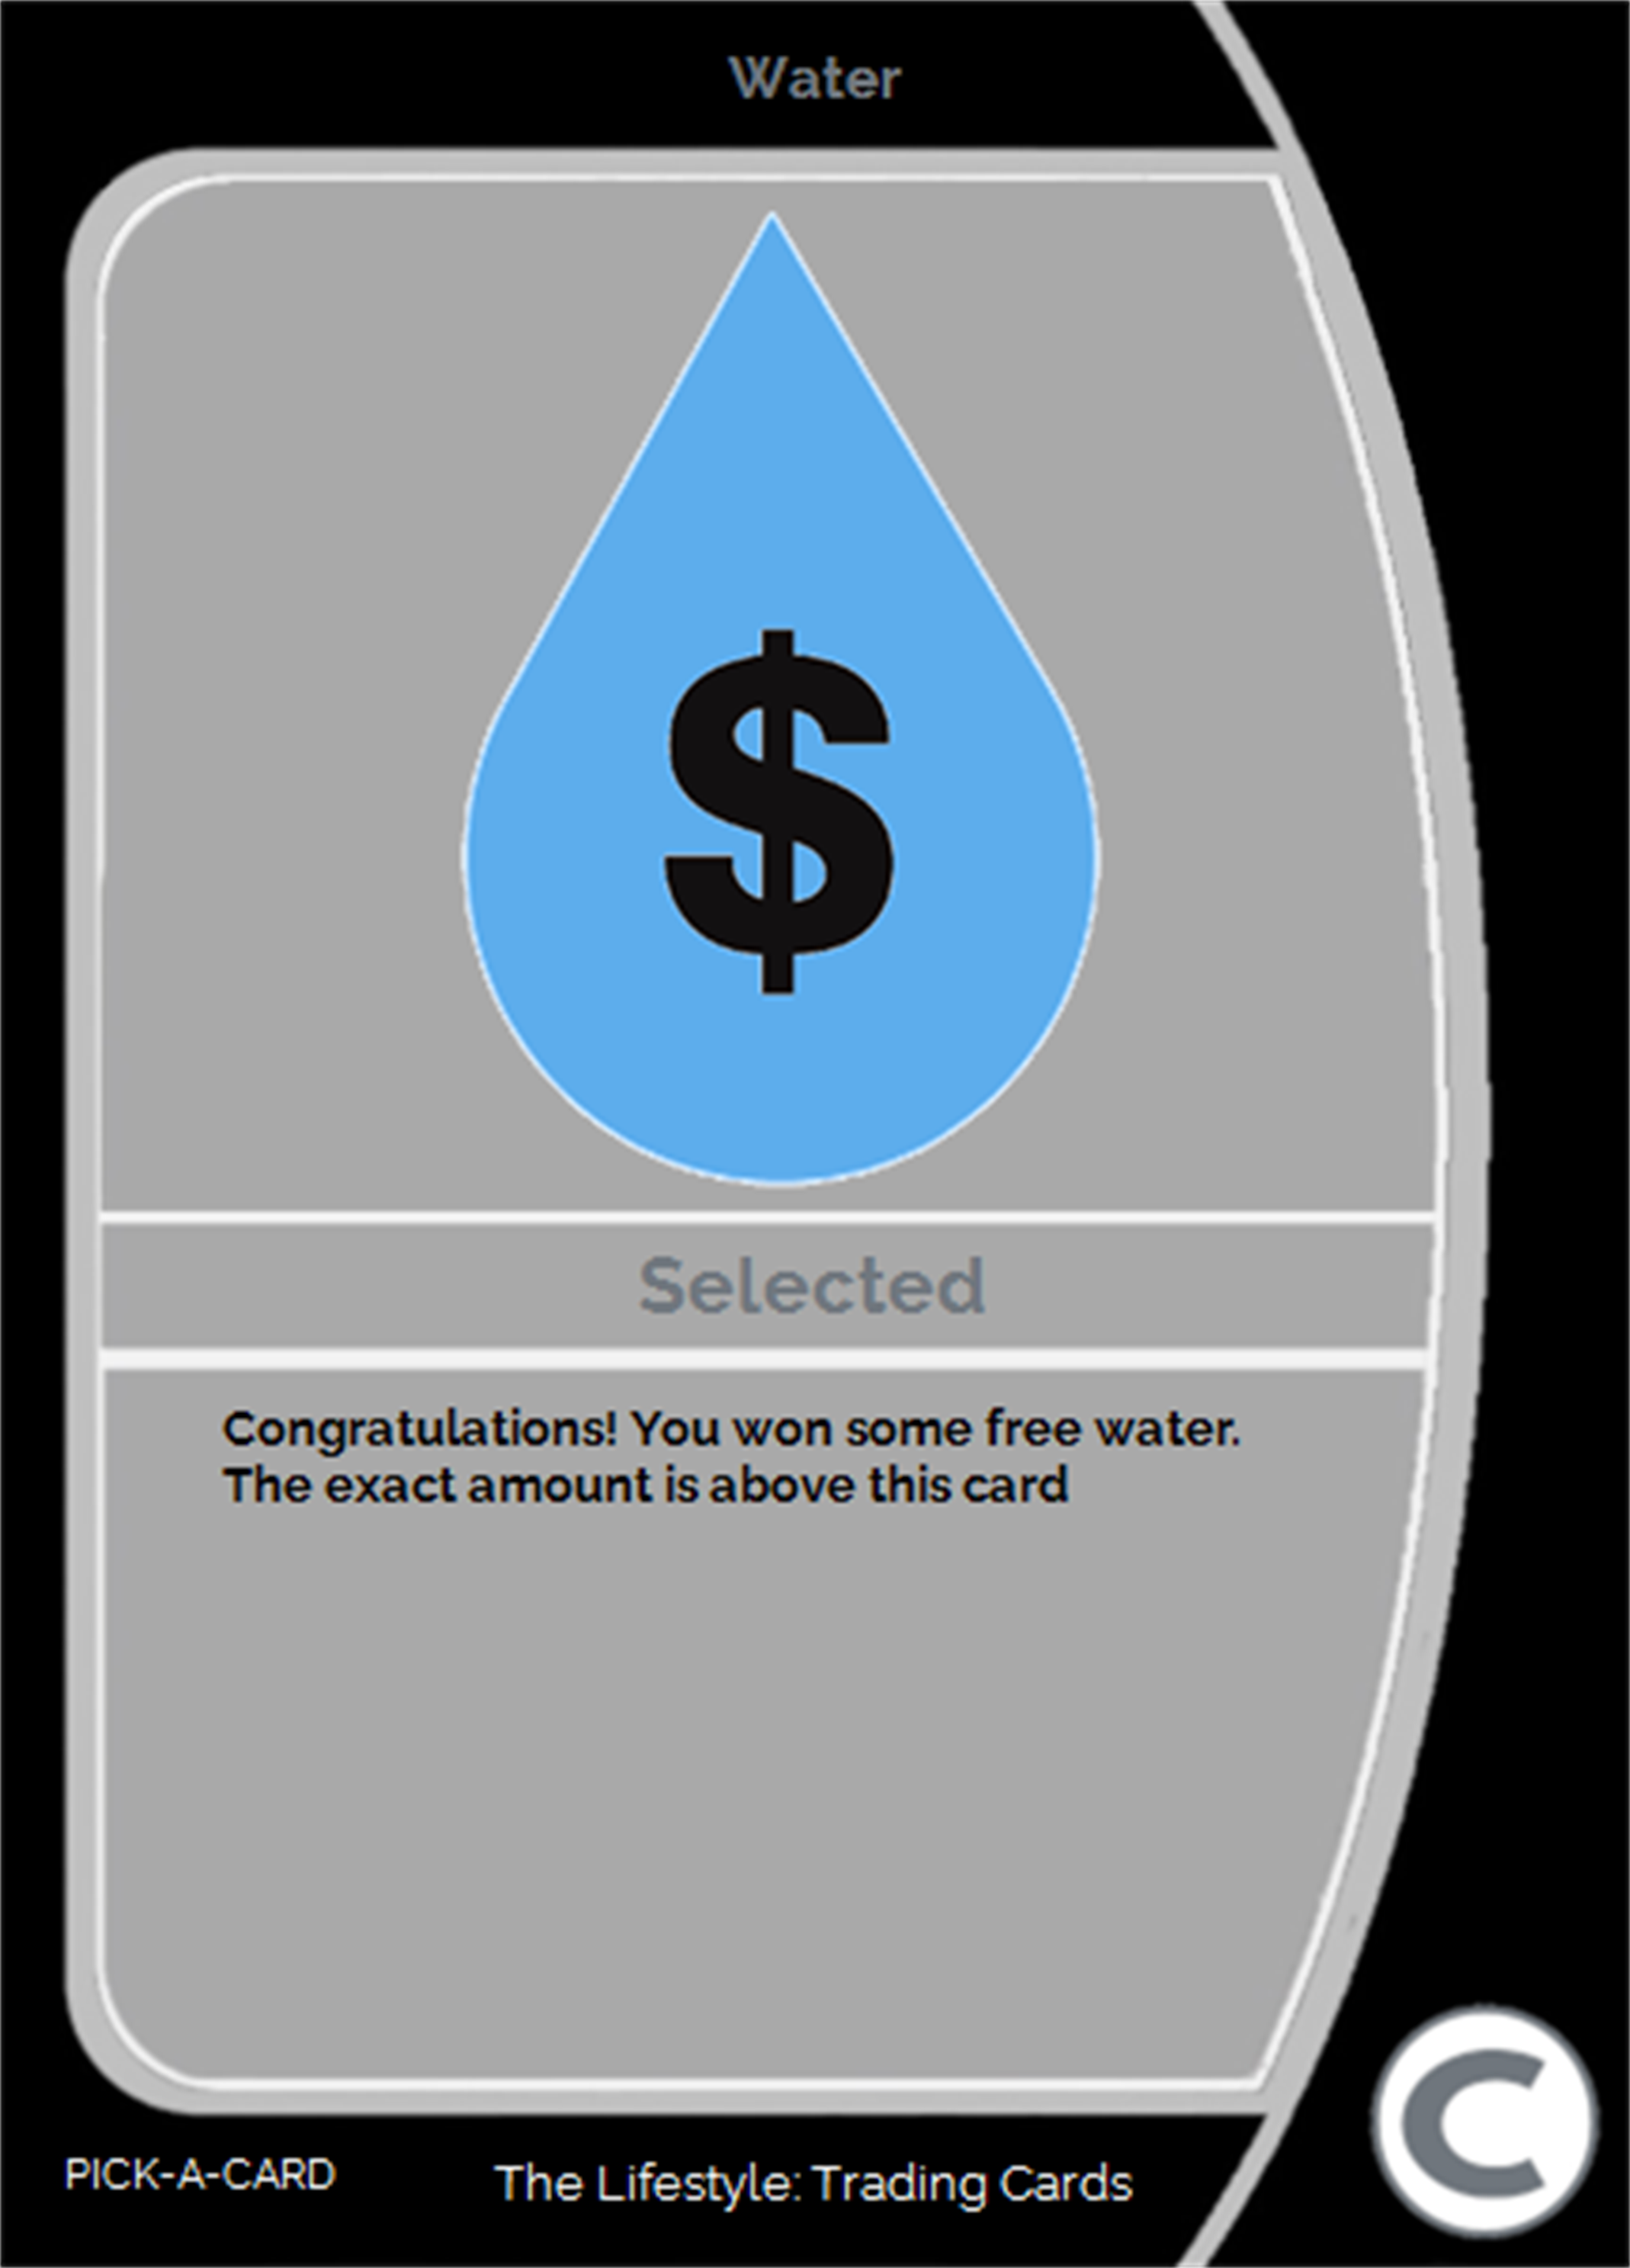 Water
$
Selected
Congratulations! You won some free water.
The exact amount is above this card
PICK-A-CARD
The Lifestyle: Trading Cards
C